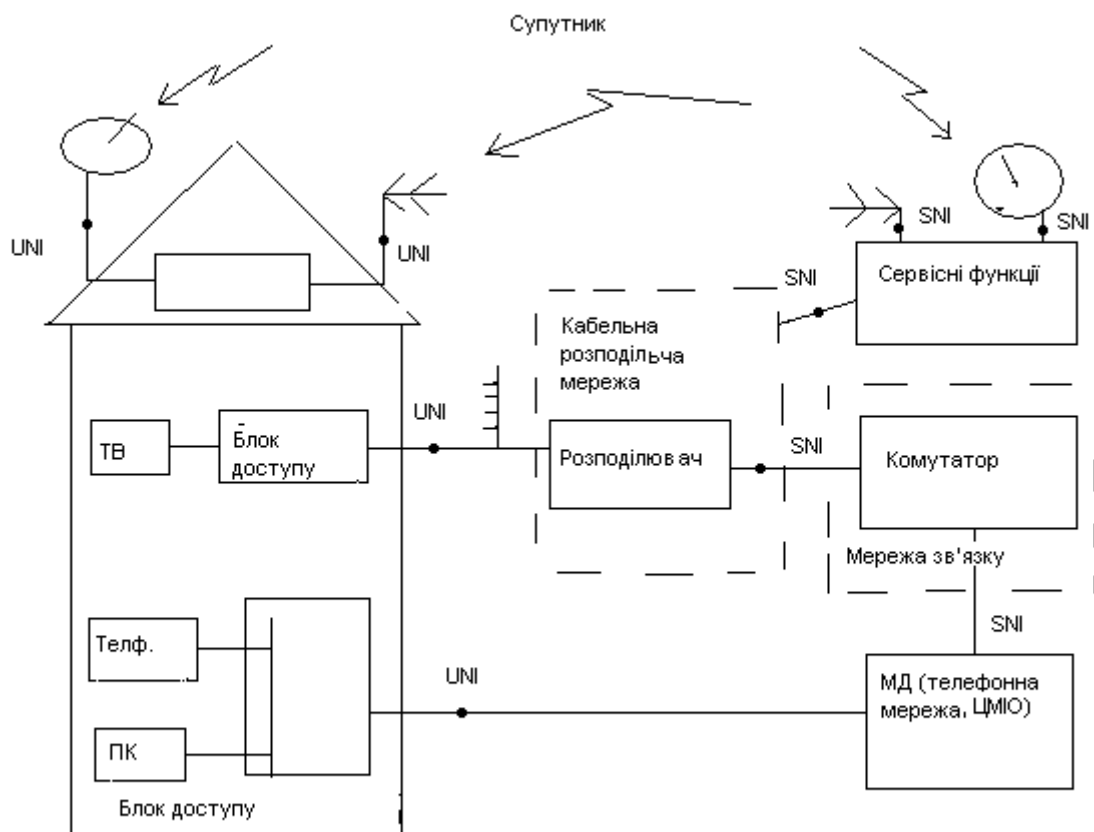 Супутник
UNI
UNI
SNI
SNI
SNI
Сервісні функції
Кабельна
розподільча
мережа
ТВ
Блок
доступу
UNI
Розподілювач
SNI
Комутатор
Мережа зв'язку
SNI
Телф.
ПК
Блок доступу
UNI
МД (телефонна
мережа, ЦМІО)